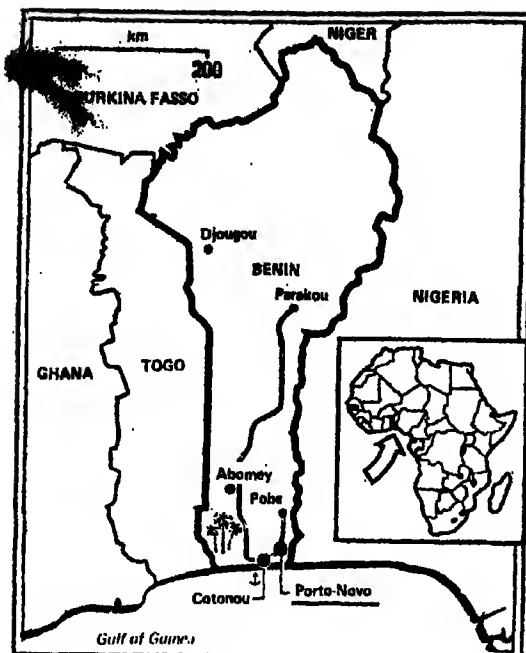 km
200
NIGER
URKINA FASSO
Djougou
BENIN
Parakou
NIGERIA
GHANA
TOGO
Abomey
Pobe
Cotonou
Porto-Novo
Gulf of Guinea